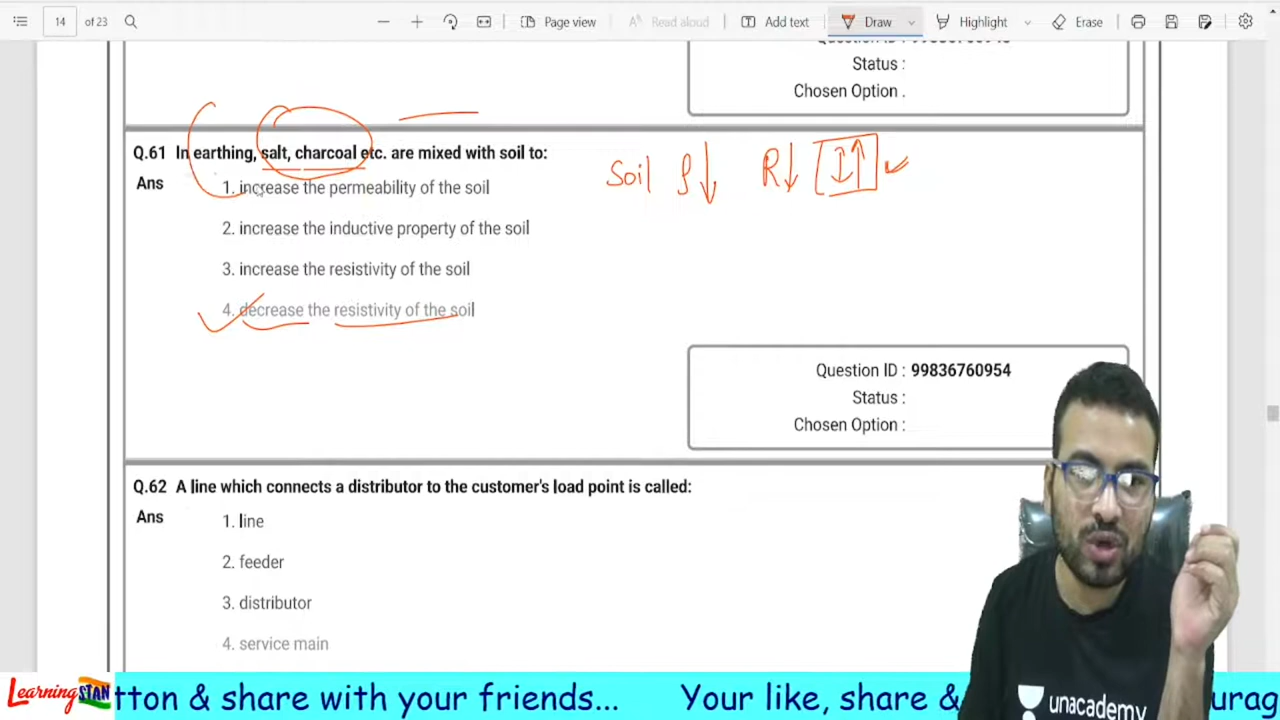 14 of 23 Page view Read aloud Add text Draw Highlight Erase
Status :
Chosen Option .
Q.61 In earthing, salt, charcoal etc. are mixed with soil to:
Ans 1. increase the permeability of the soil
2. increase the inductive property of the soil
3. increase the resistivity of the soil
4. decrease the resistivity of the soil
Soil ρ↓ R↓ I↑
Question ID : 99836760954
Status :
Chosen Option :
Q.62 A line which connects a distributor to the customer's load point is called:
Ans 1. line
2. feeder
3. distributor
4. service main
unacademy
Learning STAN
tton & share with your friends... Your like, share & urag